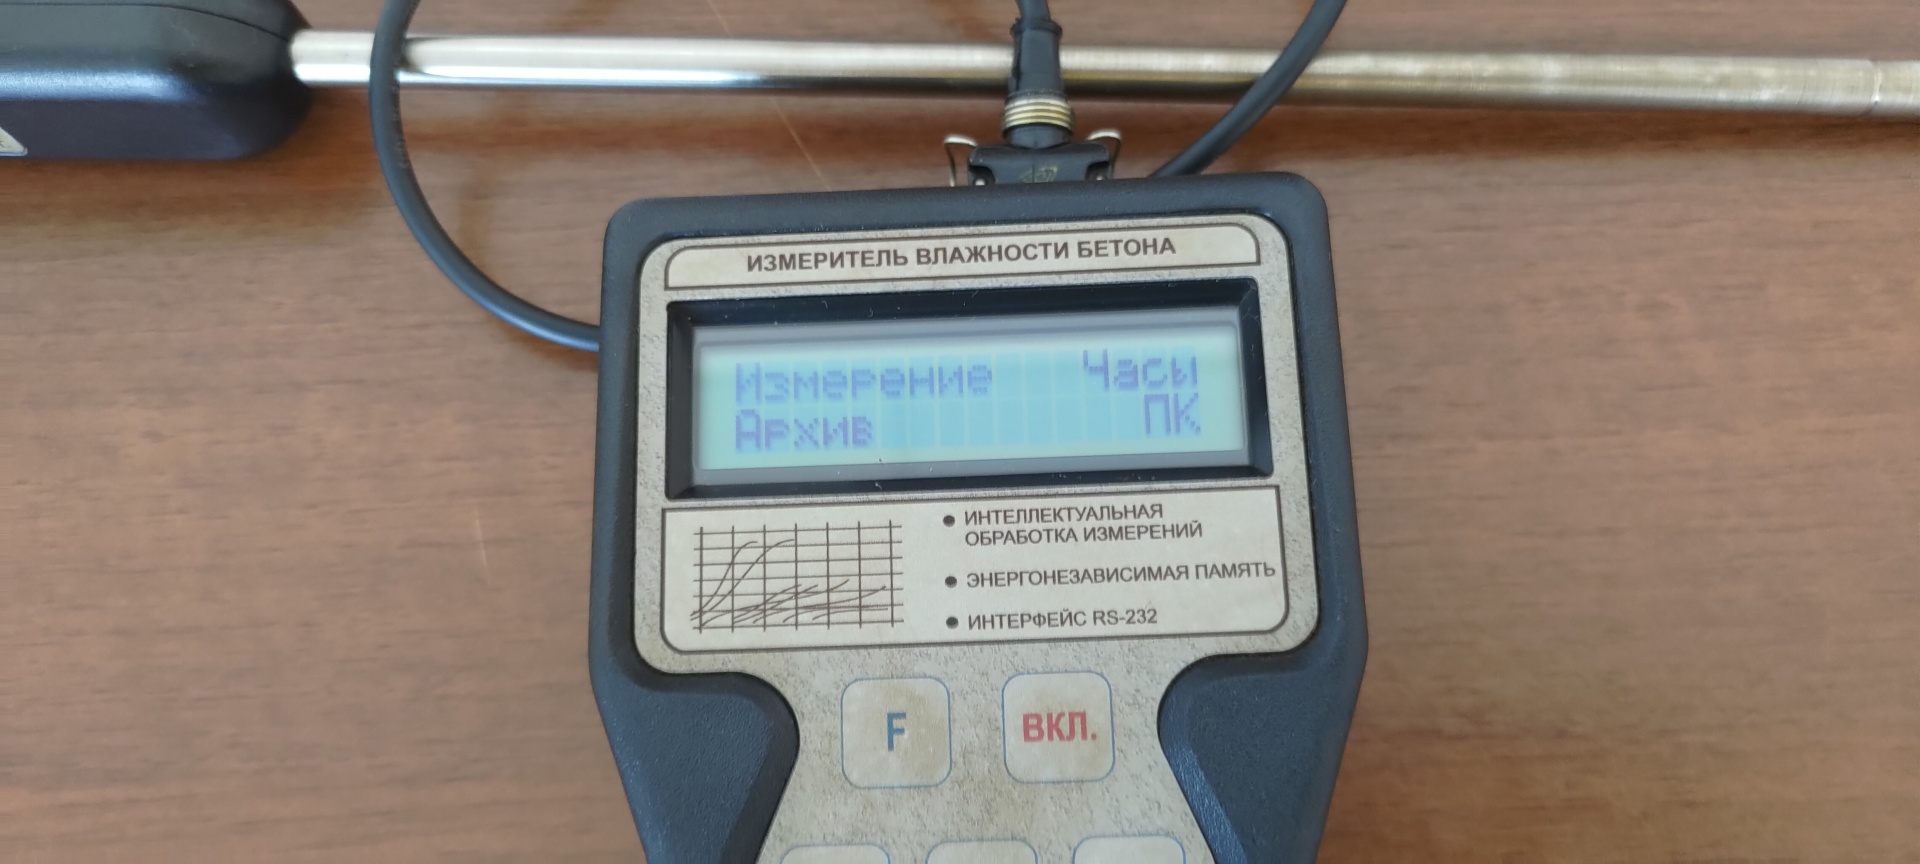 ИЗМЕРИТЕЛЬ ВЛАЖНОСТИ БЕТОНА
Измерение Часы
Архив ПК
● ИНТЕЛЛЕКТУАЛЬНАЯ
ОБРАБОТКА ИЗМЕРЕНИЙ
● ЭНЕРГОНЕЗАВИСИМАЯ ПАМЯТЬ
● ИНТЕРФЕЙС RS-232
F ВКЛ.